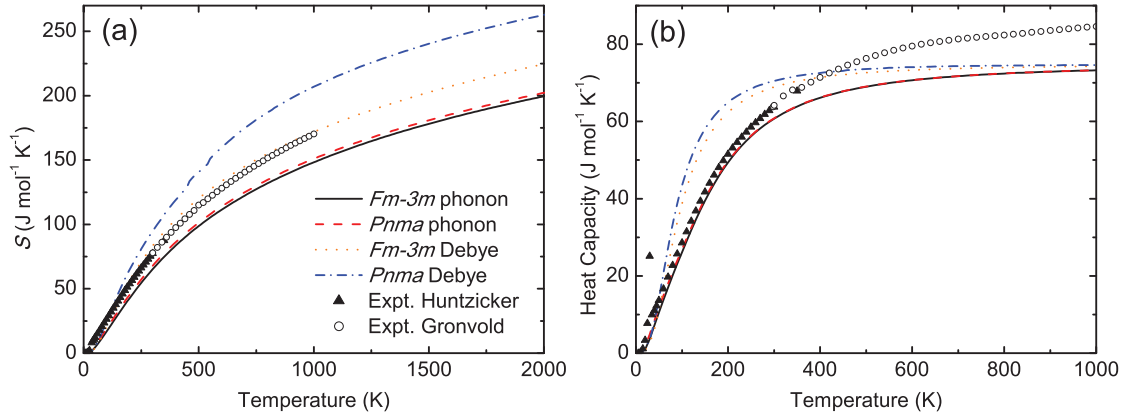 (a)
S (J mol⁻¹ K⁻¹)
250
200
150
100
50
0
Fm-3m phonon
Pnma phonon
Fm-3m Debye
Pnma Debye
Expt. Huntzicker
Expt. Gronvold
0 500 1000 1500 2000
Temperature (K)
(b)
Heat Capacity (J mol⁻¹ K⁻¹)
80
60
40
20
0
0 200 400 600 800 1000
Temperature (K)